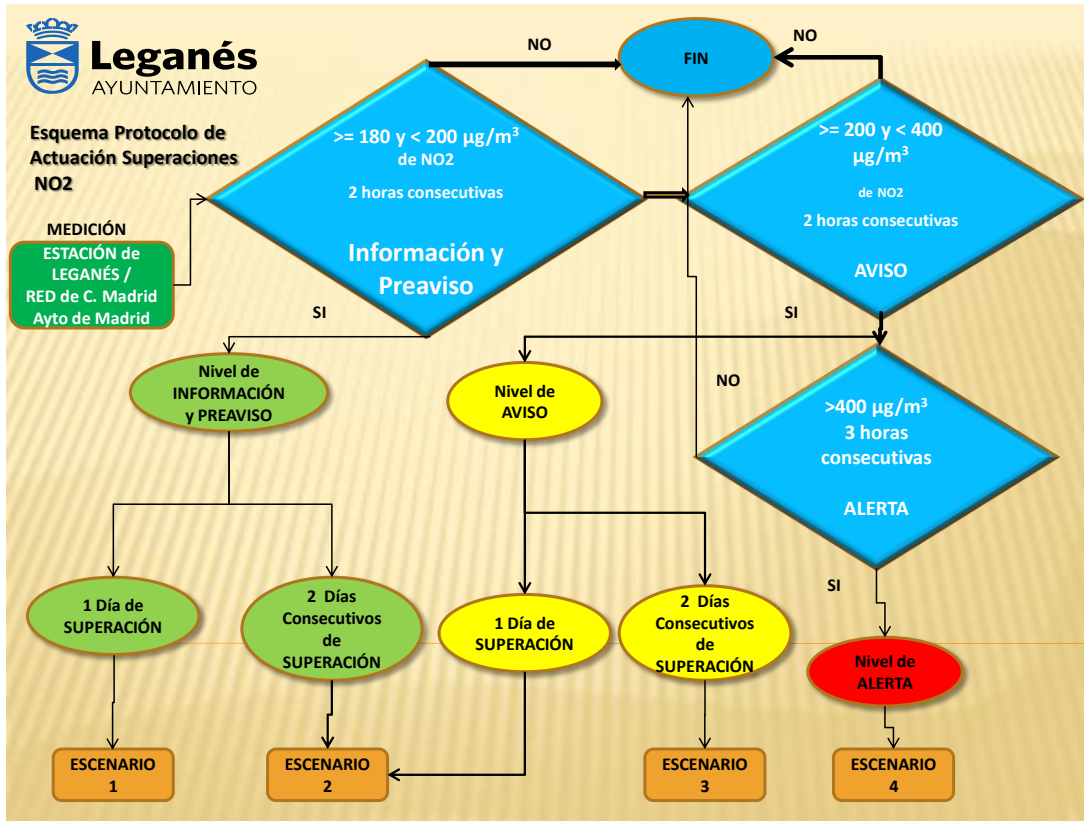 Leganés
AYUNTAMIENTO
Esquema Protocolo de
Actuación Superaciones
NO2
MEDICIÓN
ESTACIÓN de
LEGANÉS /
RED de C. Madrid
Ayto de Madrid
>= 180 y < 200 µg/m³
de NO2
2 horas consecutivas
Información y
Preaviso
NO
FIN
NO
>= 200 y < 400
µg/m³
de NO2
2 horas consecutivas
AVISO
SI
SI
Nivel de
INFORMACIÓN
y PREAVISO
Nivel de
AVISO
NO
>400 µg/m³
3 horas
consecutivas
ALERTA
SI
1 Día de
SUPERACIÓN
2 Días
Consecutivos
de
SUPERACIÓN
1 Día de
SUPERACIÓN
2 Días
Consecutivos
de
SUPERACIÓN
Nivel de
ALERTA
ESCENARIO
1
ESCENARIO
2
ESCENARIO
3
ESCENARIO
4